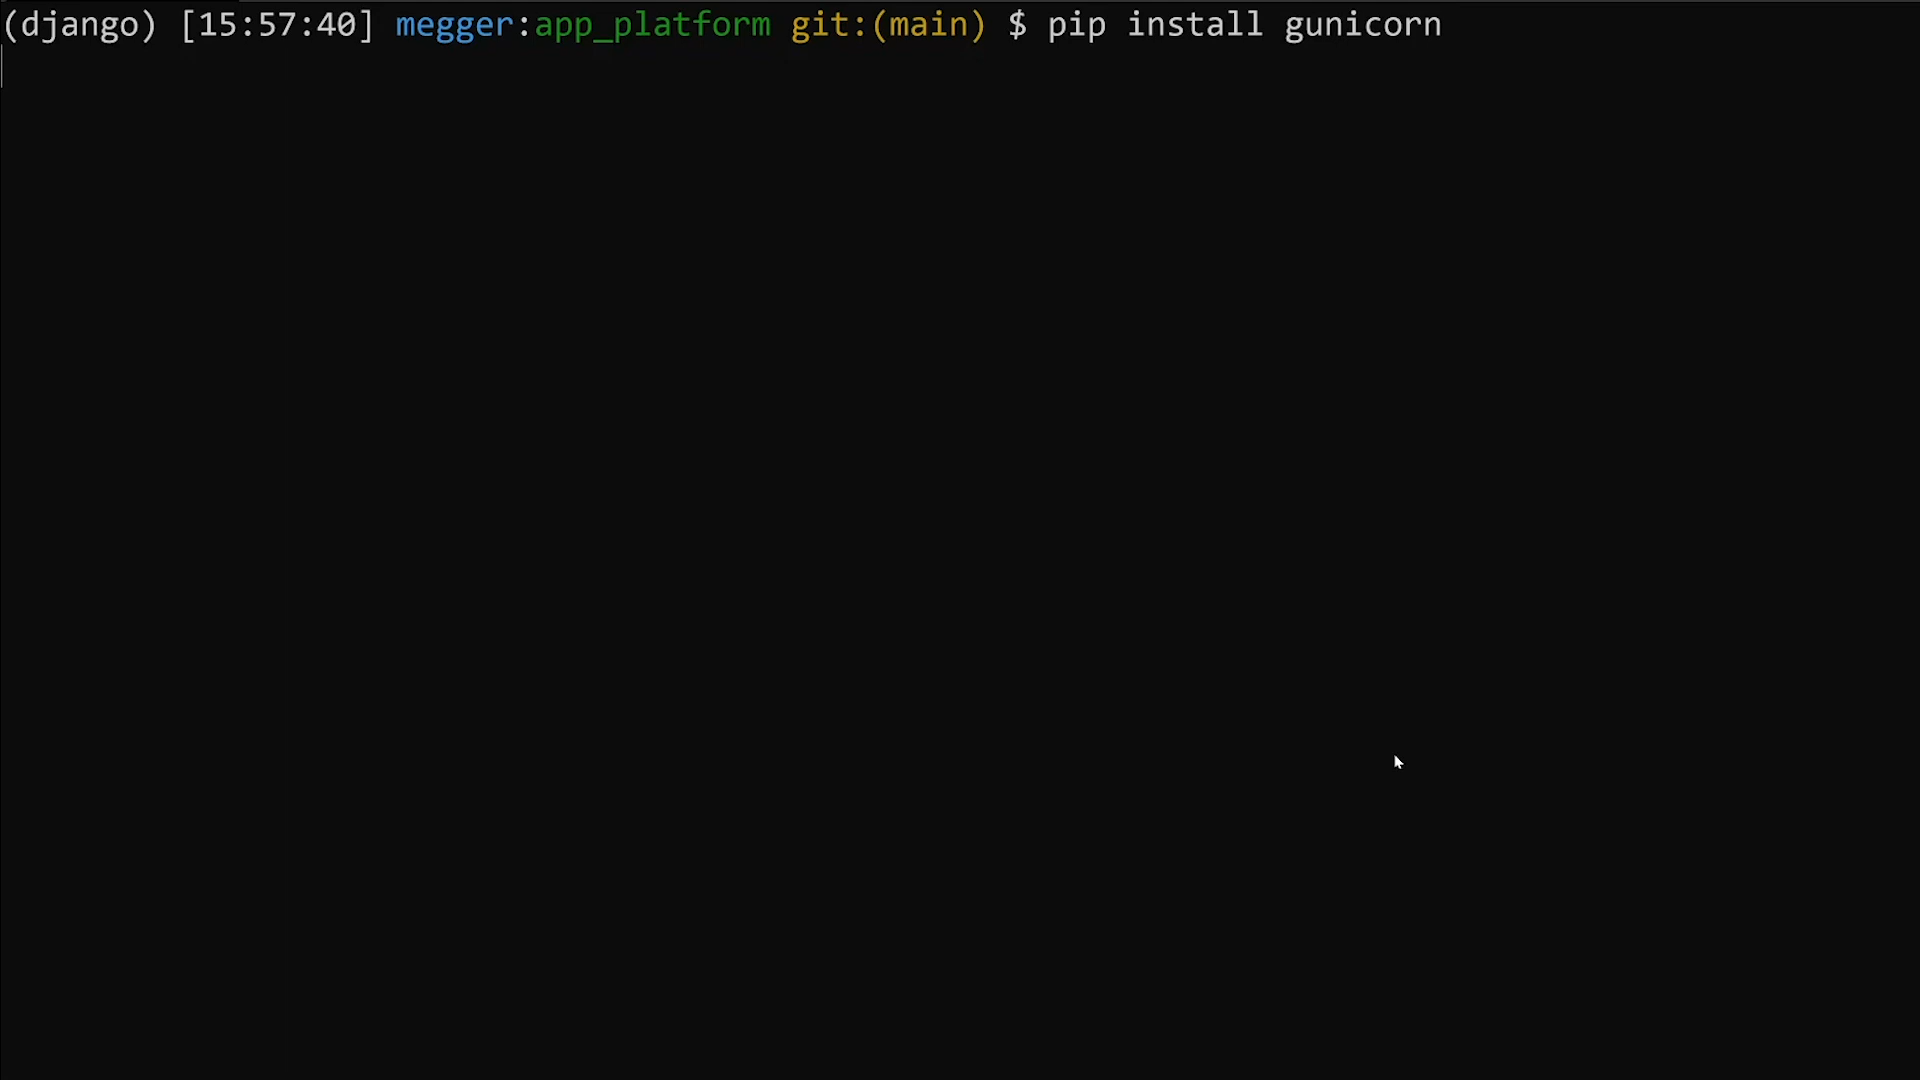 (django) [15:57:40] megger:app_platform git:(main) $ pip install gunicorn